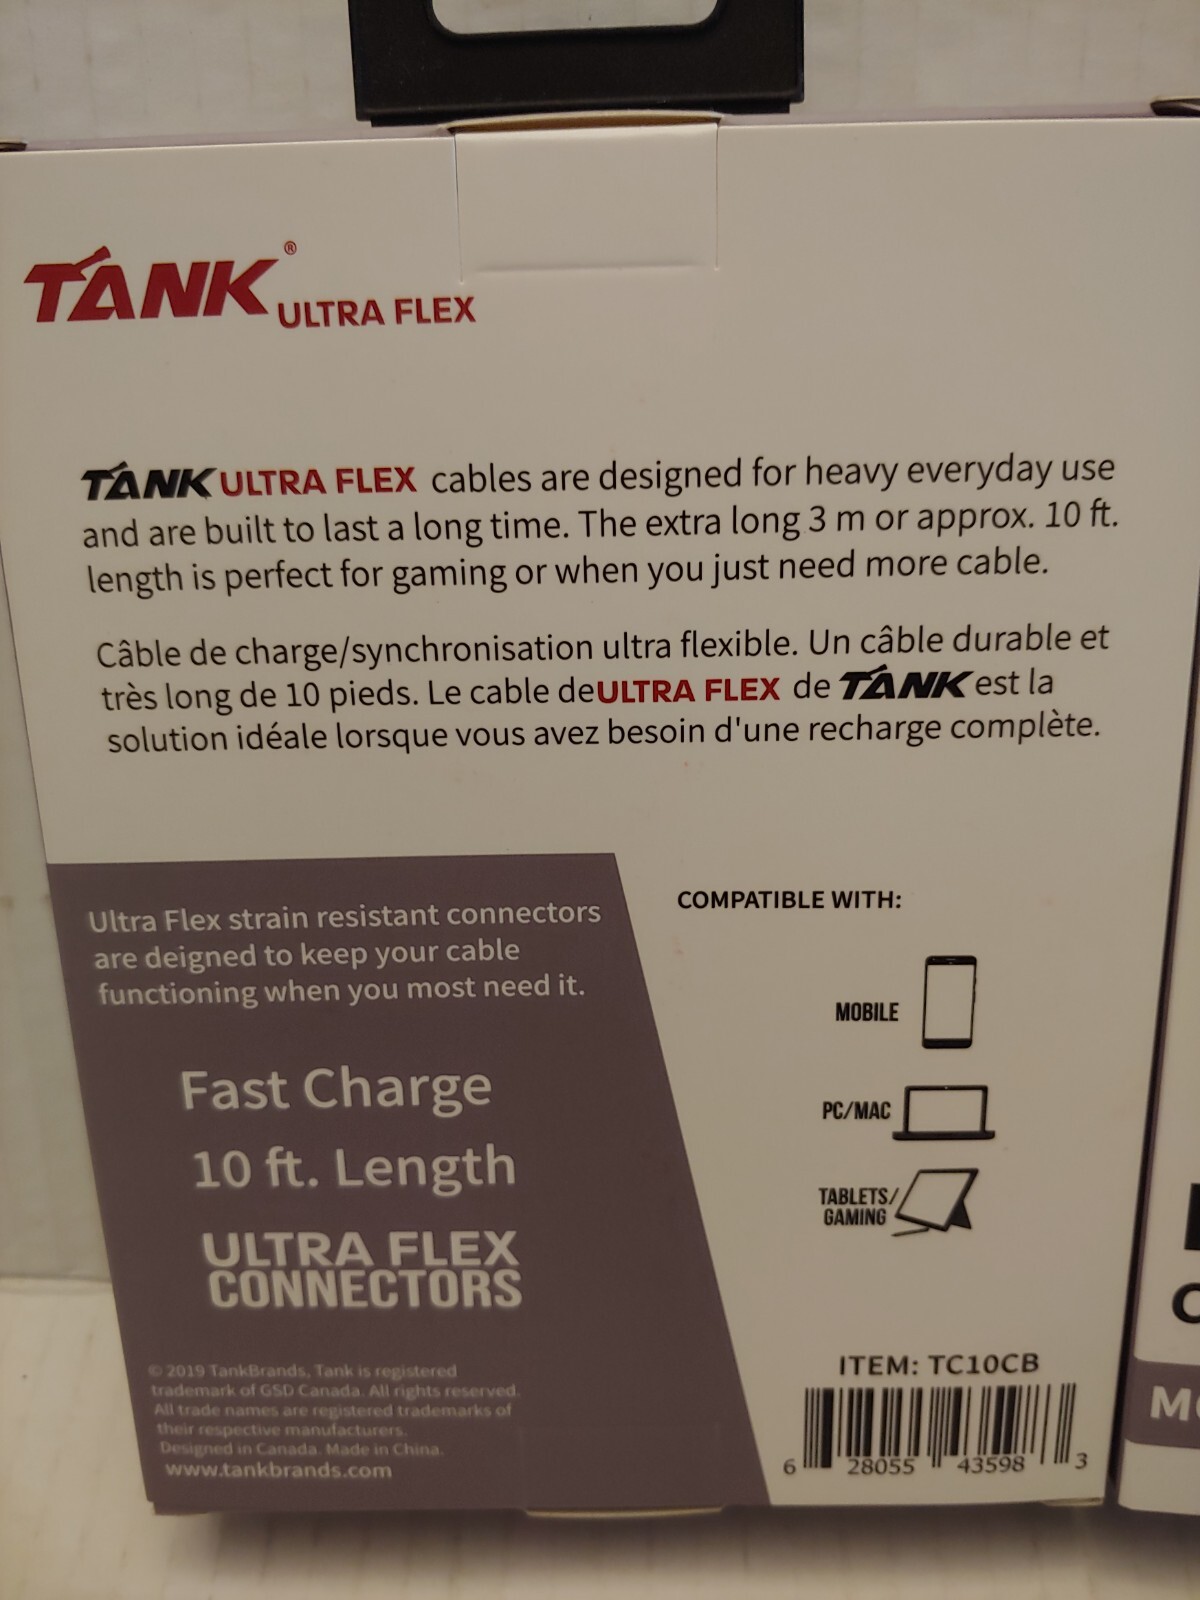 TANK® ULTRA FLEX
TANK ULTRA FLEX cables are designed for heavy everyday use
and are built to last a long time. The extra long 3 m or approx. 10 ft.
length is perfect for gaming or when you just need more cable.
Câble de charge/synchronisation ultra flexible. Un câble durable et
très long de 10 pieds. Le cable de ULTRA FLEX de TANK est la
solution idéale lorsque vous avez besoin d'une recharge complète.
Ultra Flex strain resistant connectors
are deigned to keep your cable
functioning when you most need it.
Fast Charge
10 ft. Length
ULTRA FLEX
CONNECTORS
© 2019 TankBrands, Tank is registered
trademark of GSD Canada. All rights reserved.
All trade names are registered trademarks of
their respective manufacturers.
Designed in Canada. Made in China.
www.tankbrands.com
COMPATIBLE WITH:
MOBILE
PC/MAC
TABLETS/
GAMING
ITEM: TC10CB
6 28055 43598 3